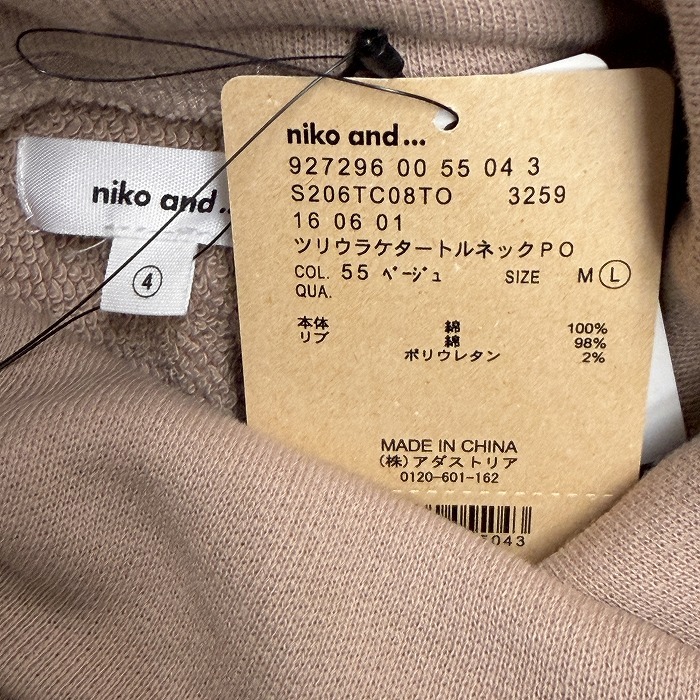 niko and...
4
niko and...
927296 00 55 04 3
S206TC08TO 3259
16 06 01
ツリウラケタートルネックPO
COL. 55 ベージュ SIZE M L
QUA.
本体 綿 100%
リブ 綿 98%
ポリウレタン 2%
MADE IN CHINA
(株)アダストリア
0120-601-162
5043